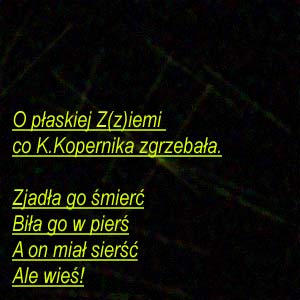 O płaskiej Z(z)iemi
co K.Kopernika zgrzebała.
Zjadła go śmierć
Biła go w pierś
A on miał sierść
Ale wieś!